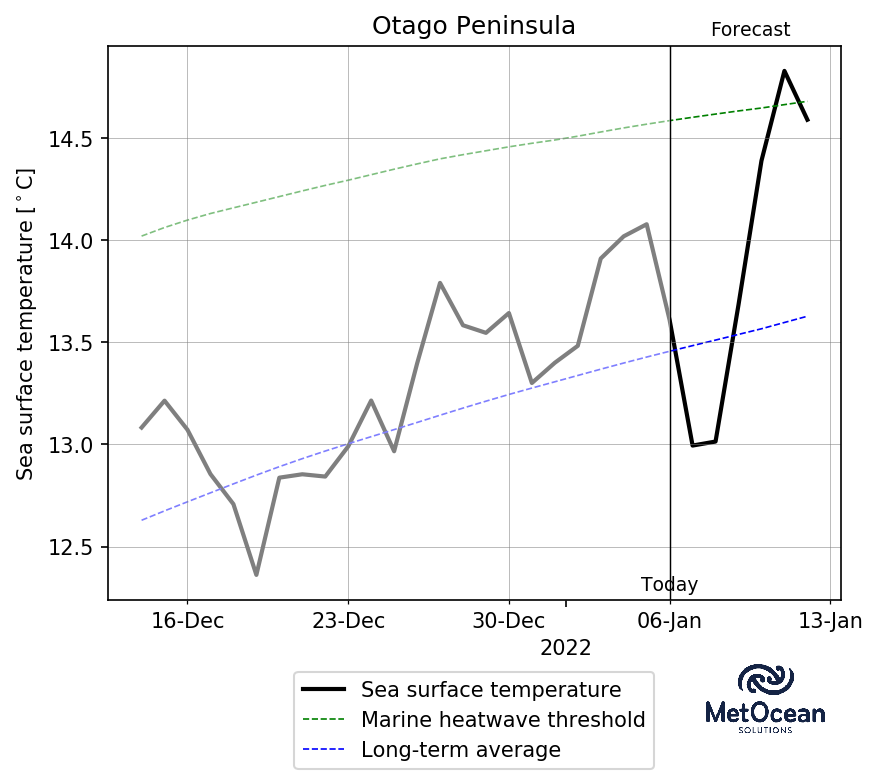 Otago Peninsula
Forecast
Sea surface temperature [°C]
14.5
14.0
13.5
13.0
12.5
Today
16-Dec 23-Dec 30-Dec 06-Jan 13-Jan
2022
Sea surface temperature
Marine heatwave threshold
Long-term average
MetOcean
SOLUTIONS